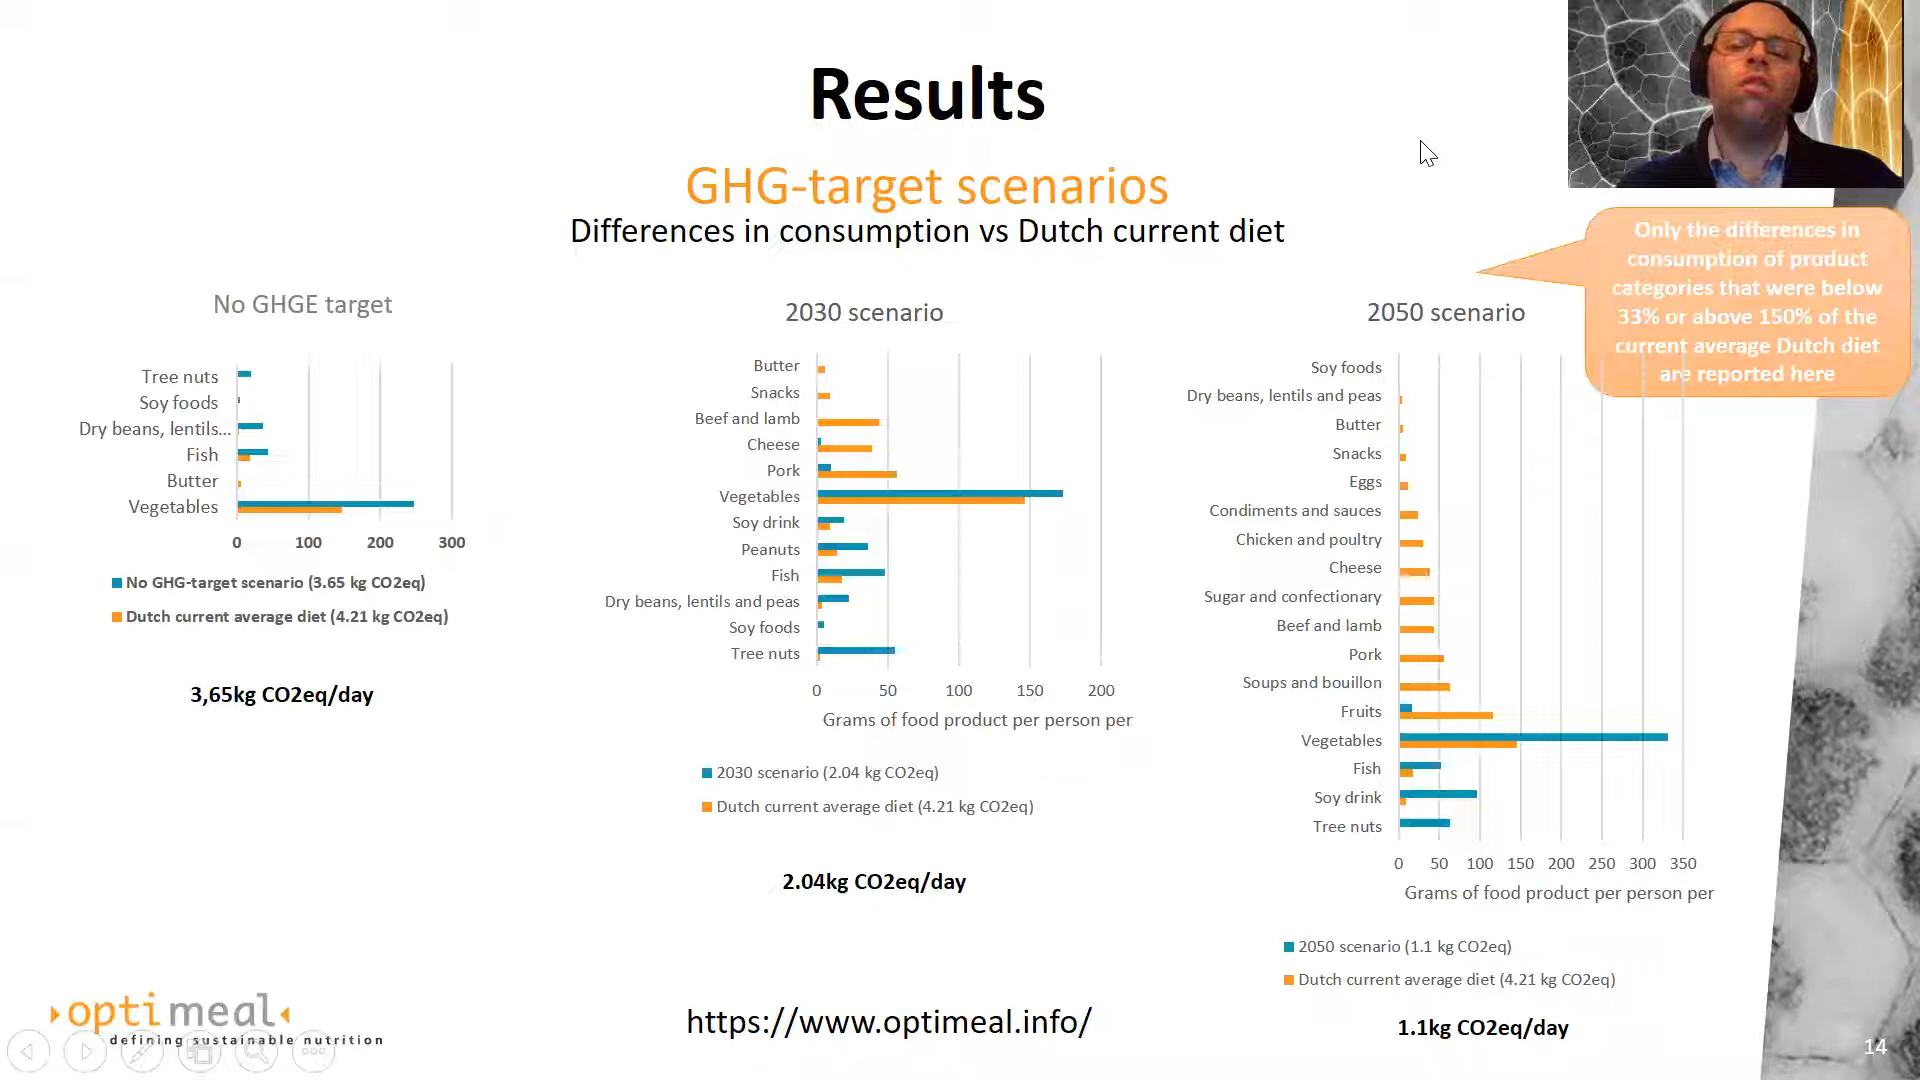 Results
GHG-target scenarios
Differences in consumption vs Dutch current diet
Only the differences in
consumption of product
categories that were below
33% or above 150% of the
current average Dutch diet
are reported here
No GHGE target
Tree nuts
Soy foods
Dry beans, lentils...
Fish
Butter
Vegetables
0 100 200 300
No GHG-target scenario (3.65 kg CO2eq)
Dutch current average diet (4.21 kg CO2eq)
3,65kg CO2eq/day
2030 scenario
Butter
Snacks
Beef and lamb
Cheese
Pork
Vegetables
Soy drink
Peanuts
Fish
Dry beans, lentils and peas
Soy foods
Tree nuts
0 50 100 150 200
Grams of food product per person per
2030 scenario (2.04 kg CO2eq)
Dutch current average diet (4.21 kg CO2eq)
2.04kg CO2eq/day
2050 scenario
Soy foods
Dry beans, lentils and peas
Butter
Snacks
Eggs
Condiments and sauces
Chicken and poultry
Cheese
Sugar and confectionary
Beef and lamb
Pork
Soups and bouillon
Fruits
Vegetables
Fish
Soy drink
Tree nuts
0 50 100 150 200 250 300 350
Grams of food product per person per
2050 scenario (1.1 kg CO2eq)
Dutch current average diet (4.21 kg CO2eq)
1.1kg CO2eq/day
optimeal
defining sustainable nutrition
https://www.optimeal.info/
14